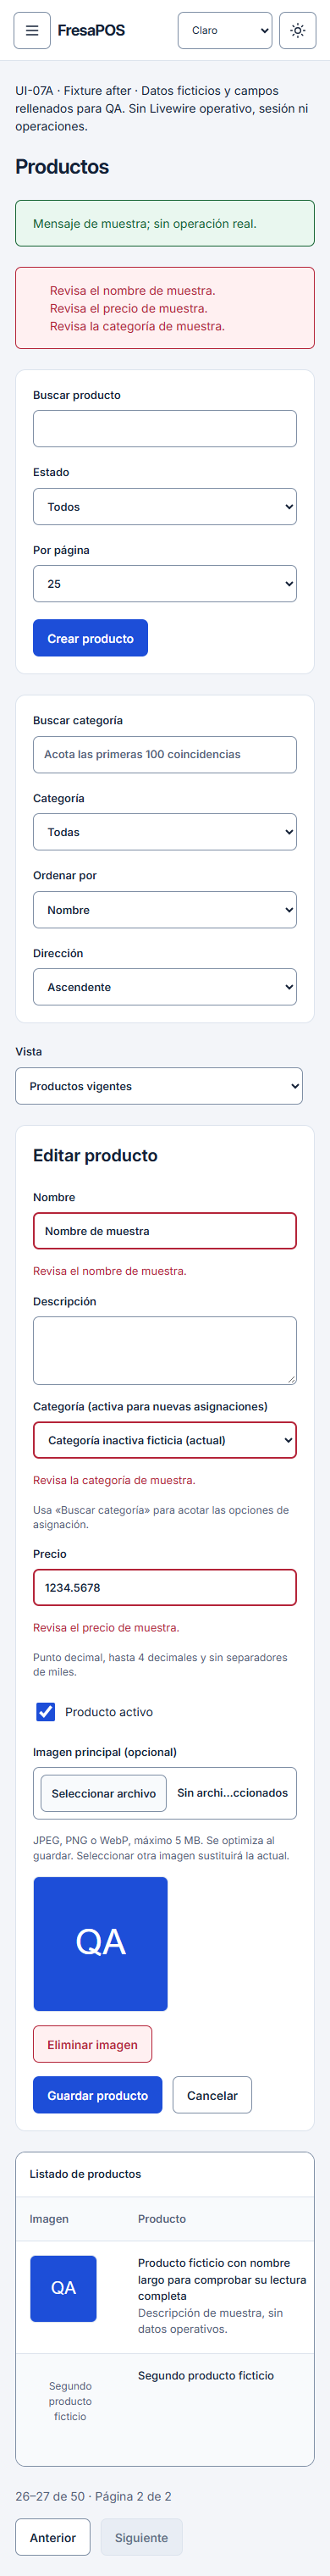 FresaPOS
Claro
UI-07A · Fixture after · Datos ficticios y campos
rellenados para QA. Sin Livewire operativo, sesión ni
operaciones.
Productos
Mensaje de muestra; sin operación real.
Revisa el nombre de muestra.
Revisa el precio de muestra.
Revisa la categoría de muestra.
Buscar producto
Estado
Todos
Por página
25
Crear producto
Buscar categoría
Acota las primeras 100 coincidencias
Categoría
Todas
Ordenar por
Nombre
Dirección
Ascendente
Vista
Productos vigentes
Editar producto
Nombre
Nombre de muestra
Revisa el nombre de muestra.
Descripción
Categoría (activa para nuevas asignaciones)
Categoría inactiva ficticia (actual)
Revisa la categoría de muestra.
Usa «Buscar categoría» para acotar las opciones de
asignación.
Precio
1234.5678
Revisa el precio de muestra.
Punto decimal, hasta 4 decimales y sin separadores
de miles.
Producto activo
Imagen principal (opcional)
Seleccionar archivo Sin archi...ccionados
JPEG, PNG o WebP, máximo 5 MB. Se optimiza al
guardar. Seleccionar otra imagen sustituirá la actual.
QA
Eliminar imagen
Guardar producto Cancelar
Listado de productos
Imagen Producto
QA
Producto ficticio con nombre
largo para comprobar su lectura
completa
Descripción de muestra, sin
datos operativos.
Segundo
producto
ficticio
Segundo producto ficticio
26–27 de 50 · Página 2 de 2
Anterior Siguiente